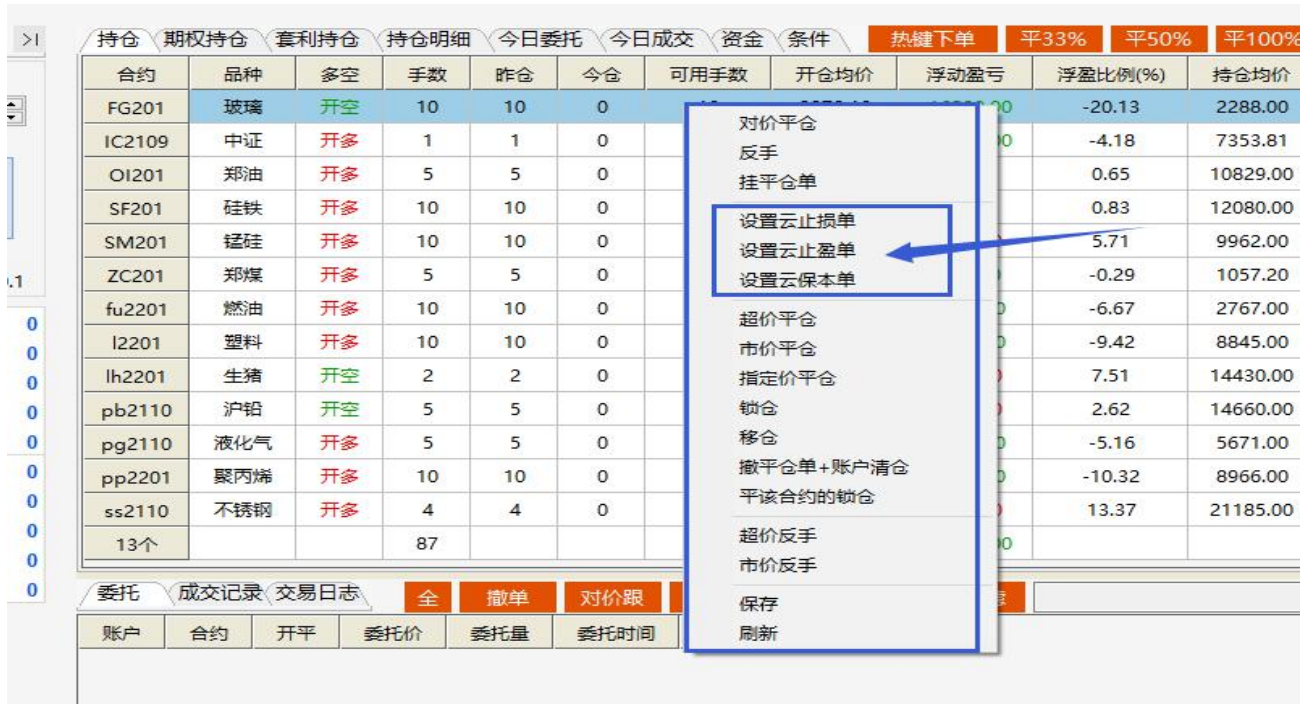 >|
持仓 期权持仓 套利持仓 持仓明细 今日委托 今日成交 资金 条件 热键下单 平33% 平50% 平100%
合约 品种 多空 手数 昨仓 今仓 可用手数 开仓均价 浮动盈亏 浮盈比例(%) 持仓均价
FG201 玻璃 开空 10 10 0 -20.13 2288.00
IC2109 中证 开多 1 1 0 -4.18 7353.81
OI201 郑油 开多 5 5 0 0.65 10829.00
SF201 硅铁 开多 10 10 0 0.83 12080.00
SM201 锰硅 开多 10 10 0 5.71 9962.00
ZC201 郑煤 开多 5 5 0 -0.29 1057.20
fu2201 燃油 开多 10 10 0 -6.67 2767.00
l2201 塑料 开多 10 10 0 -9.42 8845.00
lh2201 生猪 开空 2 2 0 7.51 14430.00
pb2110 沪铅 开空 5 5 0 2.62 14660.00
pg2110 液化气 开多 5 5 0 -5.16 5671.00
pp2201 聚丙烯 开多 10 10 0 -10.32 8966.00
ss2110 不锈钢 开多 4 4 0 13.37 21185.00
13个 87
对价平仓
反手
挂平仓单
设置云止损单
设置云止盈单
设置云保本单
超价平仓
市价平仓
指定价平仓
锁仓
移仓
撤平仓单+账户清仓
平该合约的锁仓
超价反手
市价反手
保存
刷新
.1
0
0
0
0
0
0
0
0
0
0
委托 成交记录 交易日志 全 撤单 对价跟
账户 合约 开平 委托价 委托量 委托时间